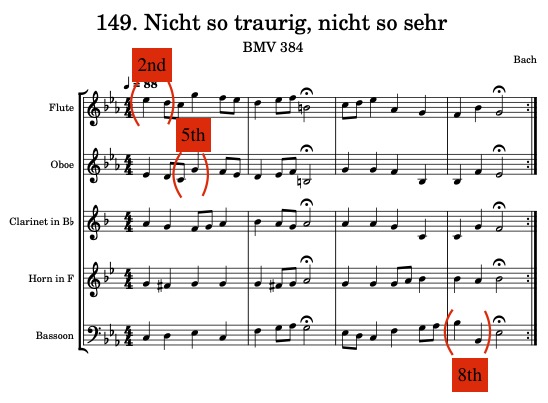 149. Nicht so traurig, nicht so sehr
BMV 384
Bach
2nd
= 88
Flute
5th
Oboe
Clarinet in B♭
Horn in F
Bassoon
8th